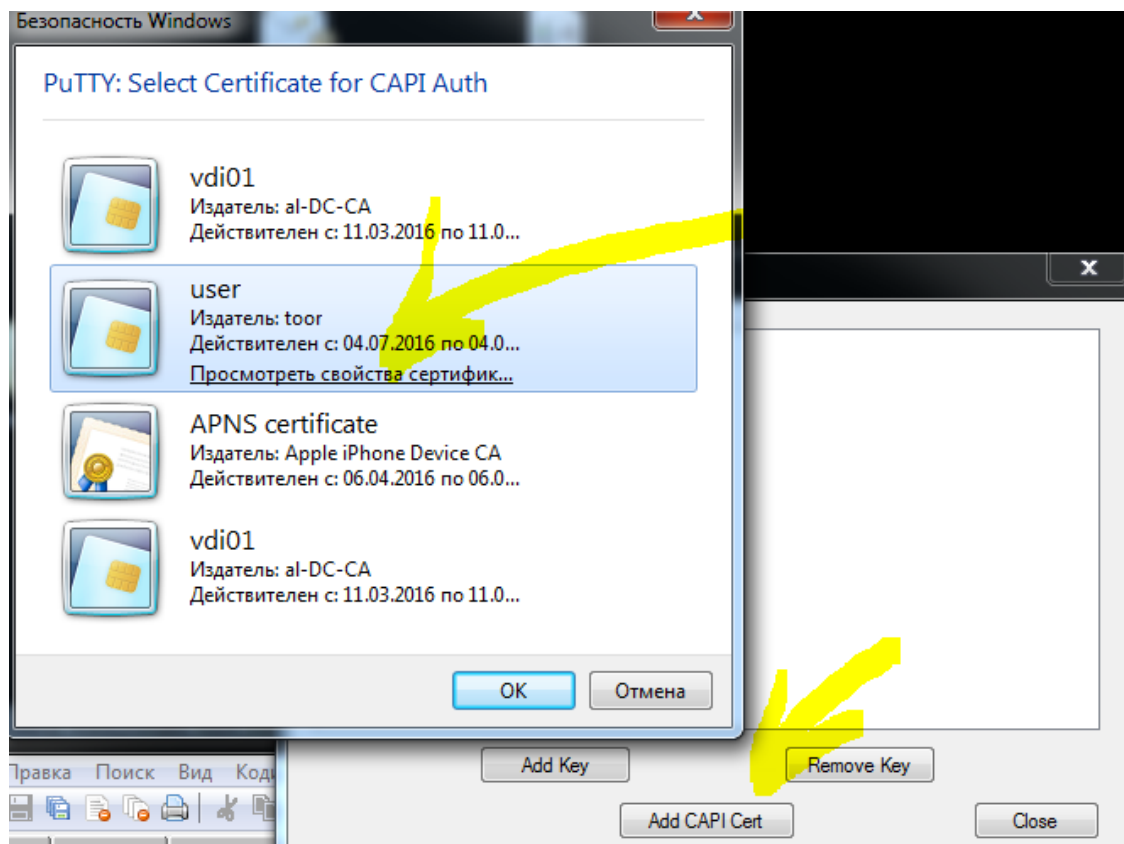 Безопасность Windows
PuTTY: Select Certificate for CAPI Auth
vdi01
Издатель: al-DC-CA
Действителен с: 11.03.2016 по 11.0...
user
Издатель: toor
Действителен с: 04.07.2016 по 04.0...
Просмотреть свойства сертифик...
APNS certificate
Издатель: Apple iPhone Device CA
Действителен с: 06.04.2016 по 06.0...
vdi01
Издатель: al-DC-CA
Действителен с: 11.03.2016 по 11.0...
OK
Отмена
Правка Поиск Вид
Add Key
Remove Key
Add CAPI Cert
Close